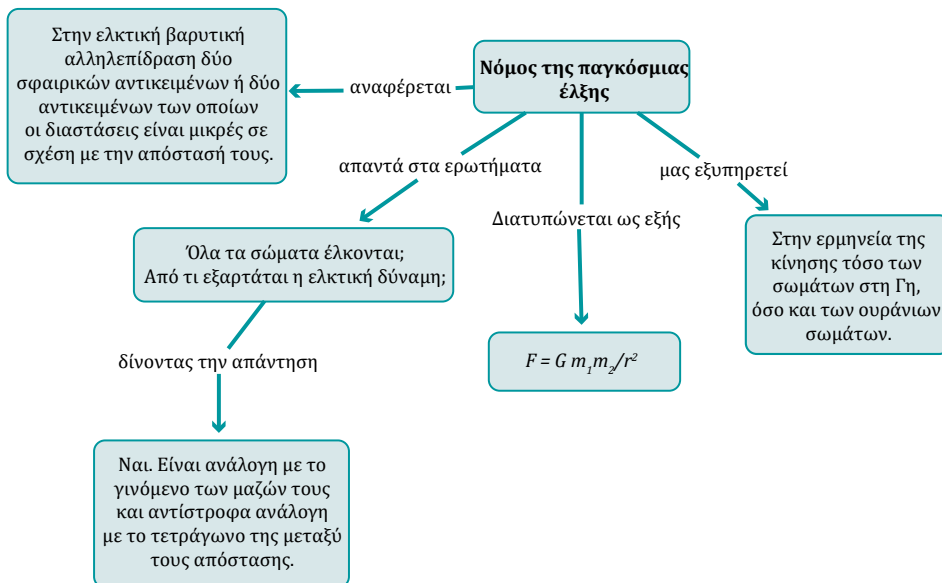 Νόμος της παγκόσμιας
έλξης
αναφέρεται
Στην ελκτική βαρυτική
αλληλεπίδραση δύο
σφαιρικών αντικειμένων ή δύο
αντικειμένων των οποίων
οι διαστάσεις είναι μικρές σε
σχέση με την απόστασή τους.
απαντά στα ερωτήματα
Όλα τα σώματα έλκονται;
Από τι εξαρτάται η ελκτική δύναμη;
δίνοντας την απάντηση
Ναι. Είναι ανάλογη με το
γινόμενο των μαζών τους
και αντίστροφα ανάλογη
με το τετράγωνο της μεταξύ
τους απόστασης.
Διατυπώνεται ως εξής
F = G m₁m₂/r²
μας εξυπηρετεί
Στην ερμηνεία της
κίνησης τόσο των
σωμάτων στη Γη,
όσο και των ουράνιων
σωμάτων.